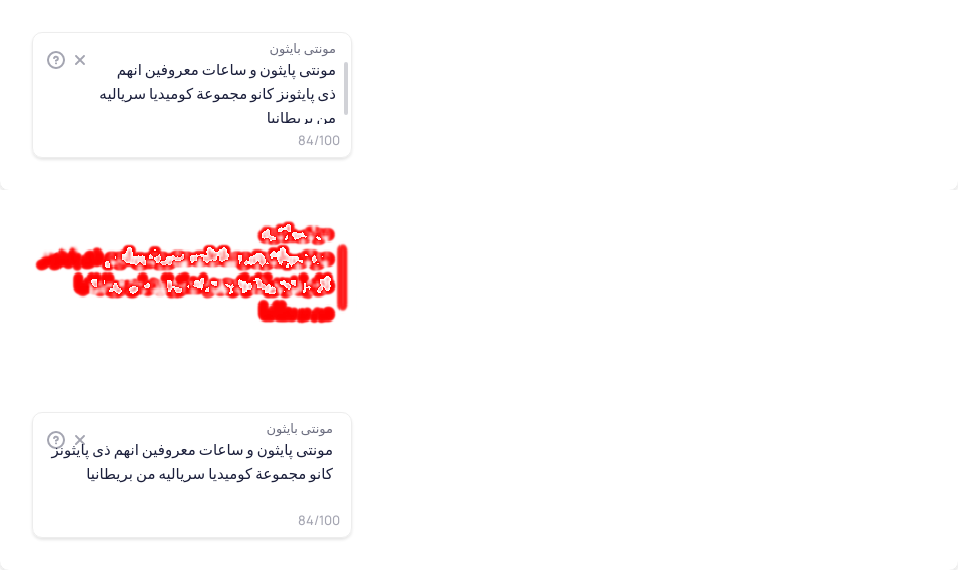 مونتى بايثون
مونتى پايثون و ساعات معروفين انهم
ذى پايثونز كانو مجموعة كوميديا سرياليه
من بريطانيا
84/100
مونتى بايثون
مونتى پايثون و ساعات معروفين انهم ذى پايثونز
كانو مجموعة كوميديا سرياليه من بريطانيا
84/100